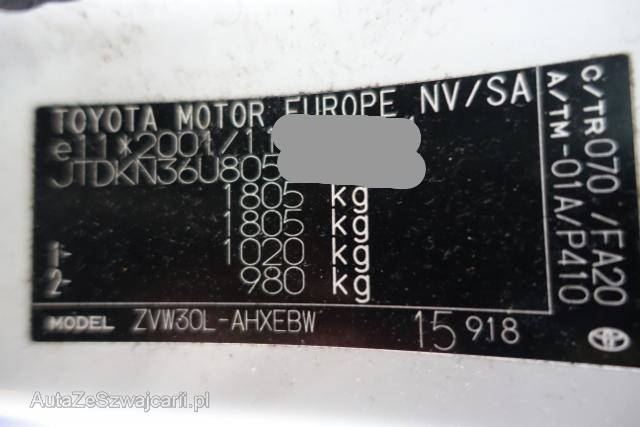 TOYOTA MOTOR EUROPE NV/SA
e11*2001/11
JTDKN36U805
1805 kg
1805 kg
1- 1020 kg
2- 980 kg
MODEL ZVW30L-AHXEBW 15 918
C/TR070 /FA20
A/TM-01A/P410
AutaZeSzwajcarii.pl